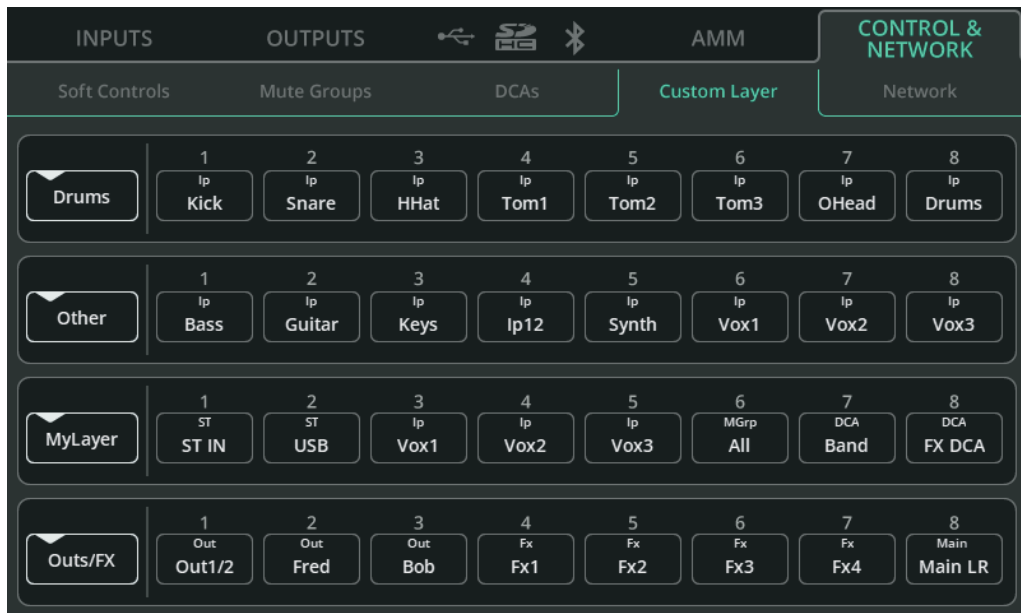 INPUTS OUTPUTS SD HC AMM CONTROL & NETWORK
Soft Controls Mute Groups DCAs Custom Layer Network
1 2 3 4 5 6 7 8
Ip Ip Ip Ip Ip Ip Ip Ip
Drums Kick Snare HHat Tom1 Tom2 Tom3 OHead Drums
1 2 3 4 5 6 7 8
Ip Ip Ip Ip Ip Ip Ip Ip
Other Bass Guitar Keys Ip12 Synth Vox1 Vox2 Vox3
1 2 3 4 5 6 7 8
ST ST Ip Ip Ip MGrp DCA DCA
MyLayer ST IN USB Vox1 Vox2 Vox3 All Band FX DCA
1 2 3 4 5 6 7 8
Out Out Out Fx Fx Fx Fx Main
Outs/FX Out1/2 Fred Bob Fx1 Fx2 Fx3 Fx4 Main LR